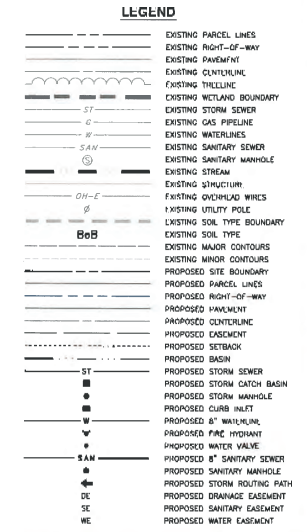 LEGEND
EXISTING PARCEL LINES
EXISTING RIGHT-OF-WAY
EXISTING PAVEMENT
EXISTING CENTERLINE
EXISTING TREELINE
EXISTING WETLAND BOUNDARY
ST EXISTING STORM SEWER
G EXISTING GAS PIPELINE
W EXISTING WATERLINES
SAN EXISTING SANITARY SEWER
S EXISTING SANITARY MANHOLE
EXISTING STREAM
EXISTING STRUCTURE
OH-E EXISTING OVERHEAD WIRES
EXISTING UTILITY POLE
EXISTING SOIL TYPE BOUNDARY
BoB EXISTING SOIL TYPE
EXISTING MAJOR CONTOURS
EXISTING MINOR CONTOURS
PROPOSED SITE BOUNDARY
PROPOSED PARCEL LINES
PROPOSED RIGHT-OF-WAY
PROPOSED PAVEMENT
PROPOSED CENTERLINE
PROPOSED EASEMENT
PROPOSED SETBACK
PROPOSED BASIN
ST PROPOSED STORM SEWER
PROPOSED STORM CATCH BASIN
PROPOSED STORM MANHOLE
PROPOSED CURB INLET
W PROPOSED 8" WATERLINE
PROPOSED FIRE HYDRANT
PROPOSED WATER VALVE
SAN PROPOSED 8" SANITARY SEWER
PROPOSED SANITARY MANHOLE
PROPOSED STORM ROUTING PATH
DE PROPOSED DRAINAGE EASEMENT
SE PROPOSED SANITARY EASEMENT
WE PROPOSED WATER EASEMENT